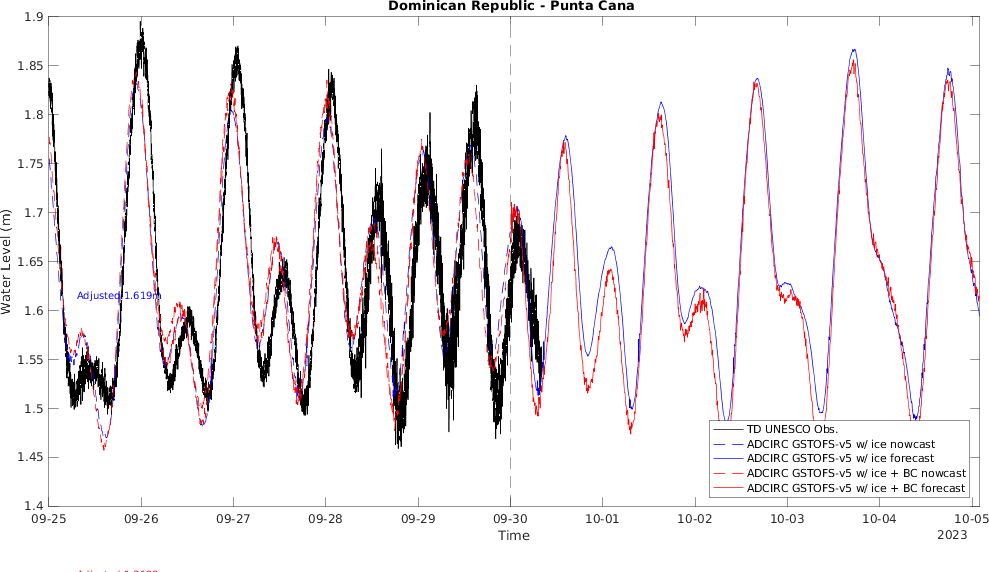 Dominican Republic - Punta Cana
1.9
1.85
1.8
1.75
1.7
1.65
1.6
1.55
1.5
1.45
1.4
Water Level (m)
Adjusted 1.619m
TD UNESCO Obs.
ADCIRC GSTOFS-v5 w/ ice nowcast
ADCIRC GSTOFS-v5 w/ ice forecast
ADCIRC GSTOFS-v5 w/ ice + BC nowcast
ADCIRC GSTOFS-v5 w/ ice + BC forecast
09-25 09-26 09-27 09-28 09-29 09-30 10-01 10-02 10-03 10-04 10-05
Time
2023
Adjusted